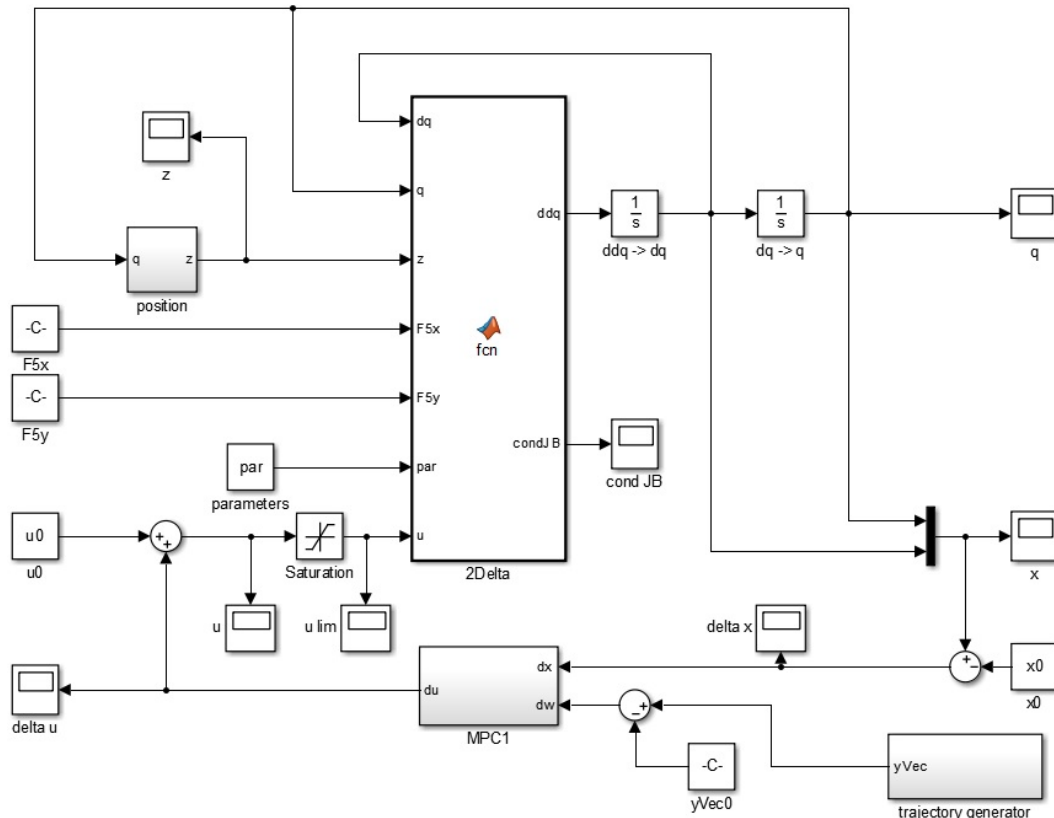 dq
z
q
ddq
1
s
ddq -> dq
1
s
dq -> q
q
q
z
position
z
-C-
F5x
F5x
fcn
-C-
F5y
F5y
condJB
cond JB
par
parameters
par
u0
u0
+
+
Saturation
u
2Delta
x
u
u lim
delta x
delta u
du
dx
dw
MPC1
+
−
x0
x0
−
+
-C-
yVec0
yVec
trajectory generator